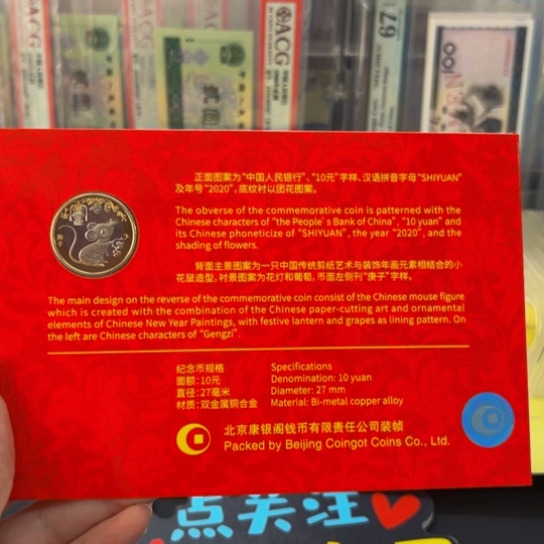 ACG
ACG
ACG
67
贰圆
贰圆
100
正面图案为“中国人民银行”、“10元”字样、汉语拼音字母“SHIYUAN”
及年号“2020”，底纹衬以团花图案。
The obverse of the commemorative coin is patterned with the
Chinese characters of "the People's Bank of China", "10 yuan" and
its Chinese phoneticize of "SHIYUAN", the year "2020", and the
shading of flowers.
背面主景图案为一只中国传统剪纸艺术与装饰年画元素相结合的小
花鼠造型，衬景图案为花灯和葡萄，币面左侧刊“庚子”字样。
The main design on the reverse of the commemorative coin consist of the Chinese mouse figure
which is created with the combination of the Chinese paper-cutting art and ornamental
elements of Chinese New Year Paintings, with festive lantern and grapes as lining pattern. On
the left are Chinese characters of "Gengzi".
纪念币规格
面额:10元
直径:27毫米
材质:双金属铜合金
Specifications
Denomination: 10 yuan
Diameter: 27 mm
Material: Bi-metal copper alloy
北京康银阁钱币有限责任公司装帧
Packed by Beijing Coingot Coins Co., Ltd.
点关注